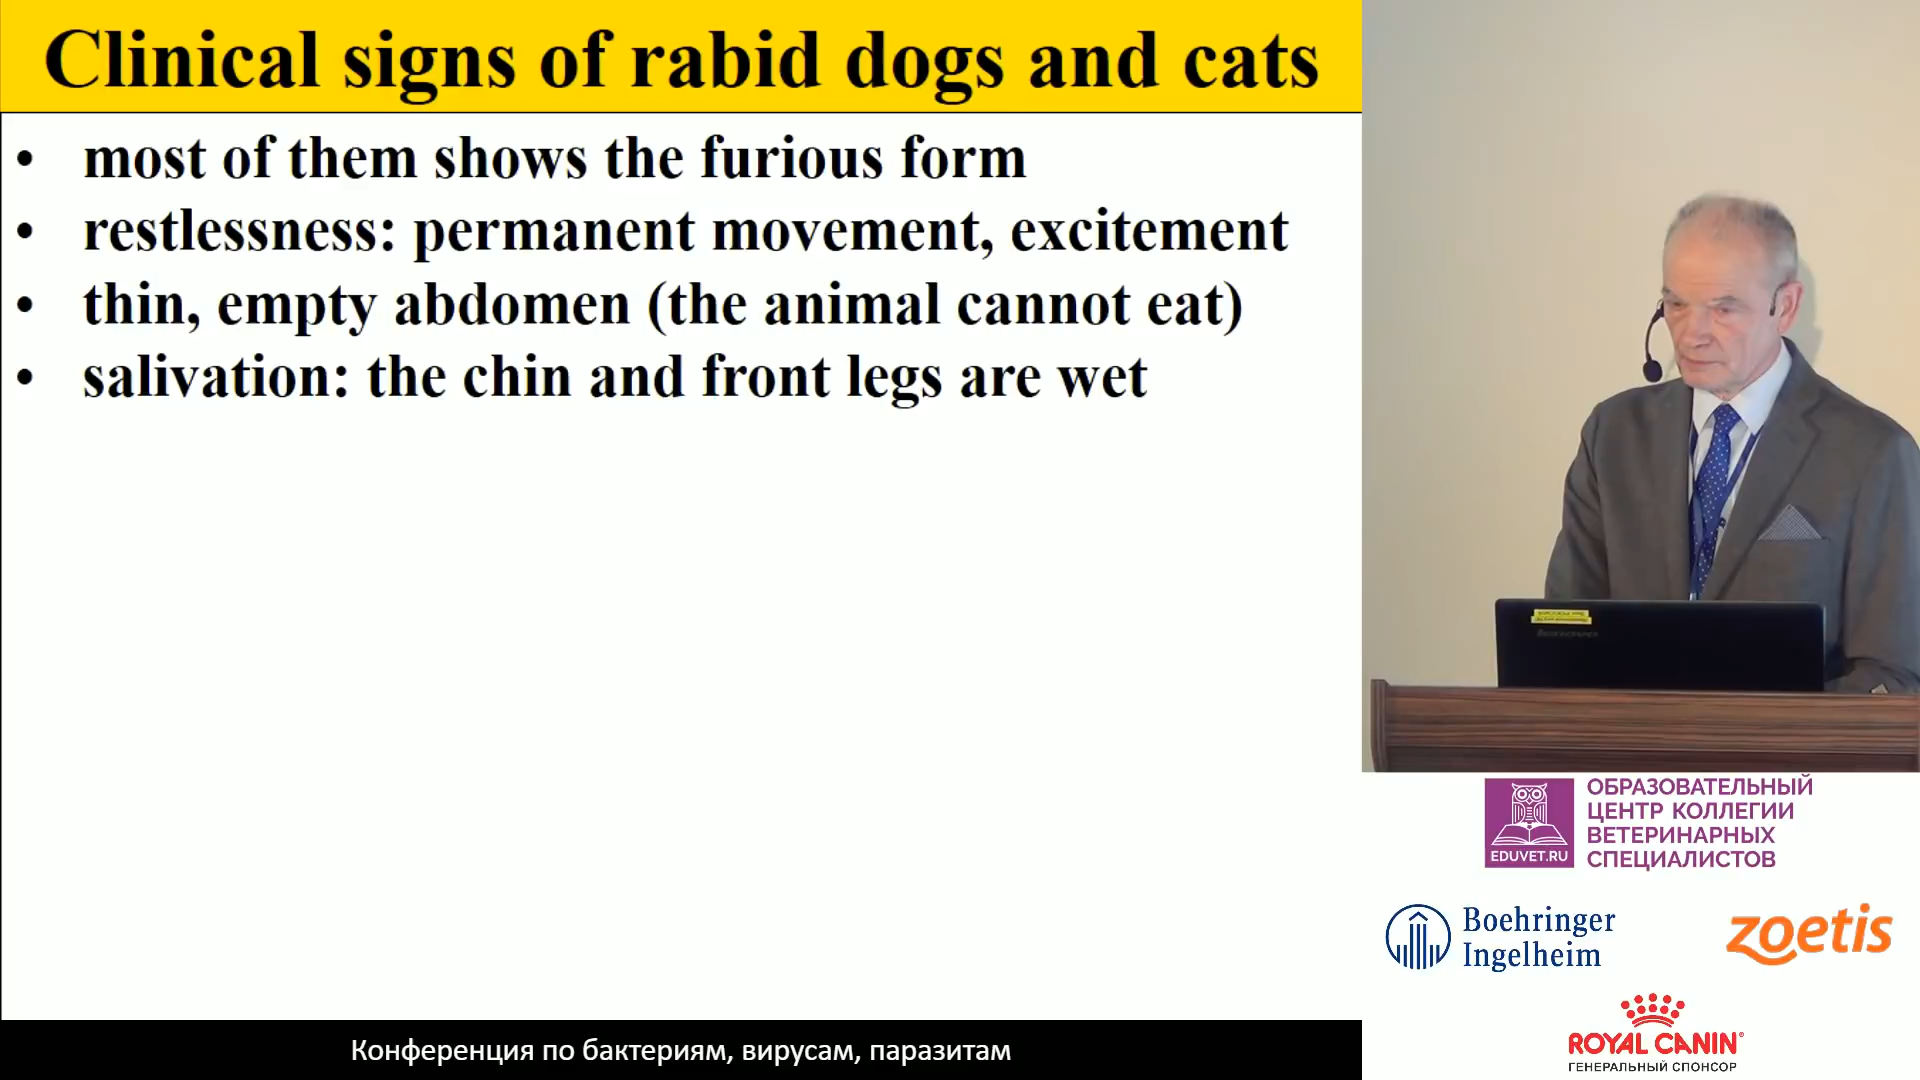 Clinical signs of rabid dogs and cats
• most of them shows the furious form
• restlessness: permanent movement, excitement
• thin, empty abdomen (the animal cannot eat)
• salivation: the chin and front legs are wet
ОБРАЗОВАТЕЛЬНЫЙ
ЦЕНТР КОЛЛЕГИИ
ВЕТЕРИНАРНЫХ
СПЕЦИАЛИСТОВ
EDUVET.RU
Boehringer
Ingelheim
zoetis
ROYAL CANIN
ГЕНЕРАЛЬНЫЙ СПОНСОР
Конференция по бактериям, вирусам, паразитам